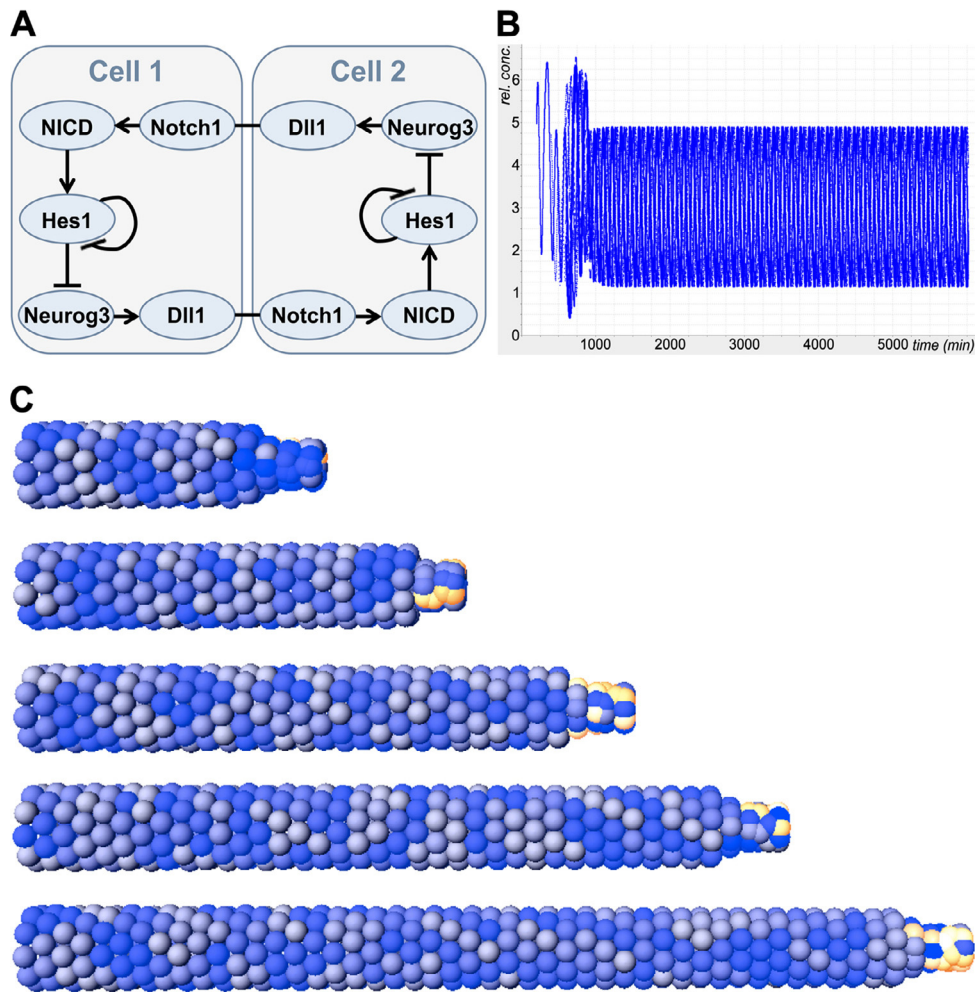 A
Cell 1
Cell 2
NICD
Notch1
Dll1
Neurog3
Hes1
Hes1
Neurog3
Dll1
Notch1
NICD
B
rel. conc.
6
5
4
3
2
1
0
1000
2000
3000
4000
5000
time (min)
C